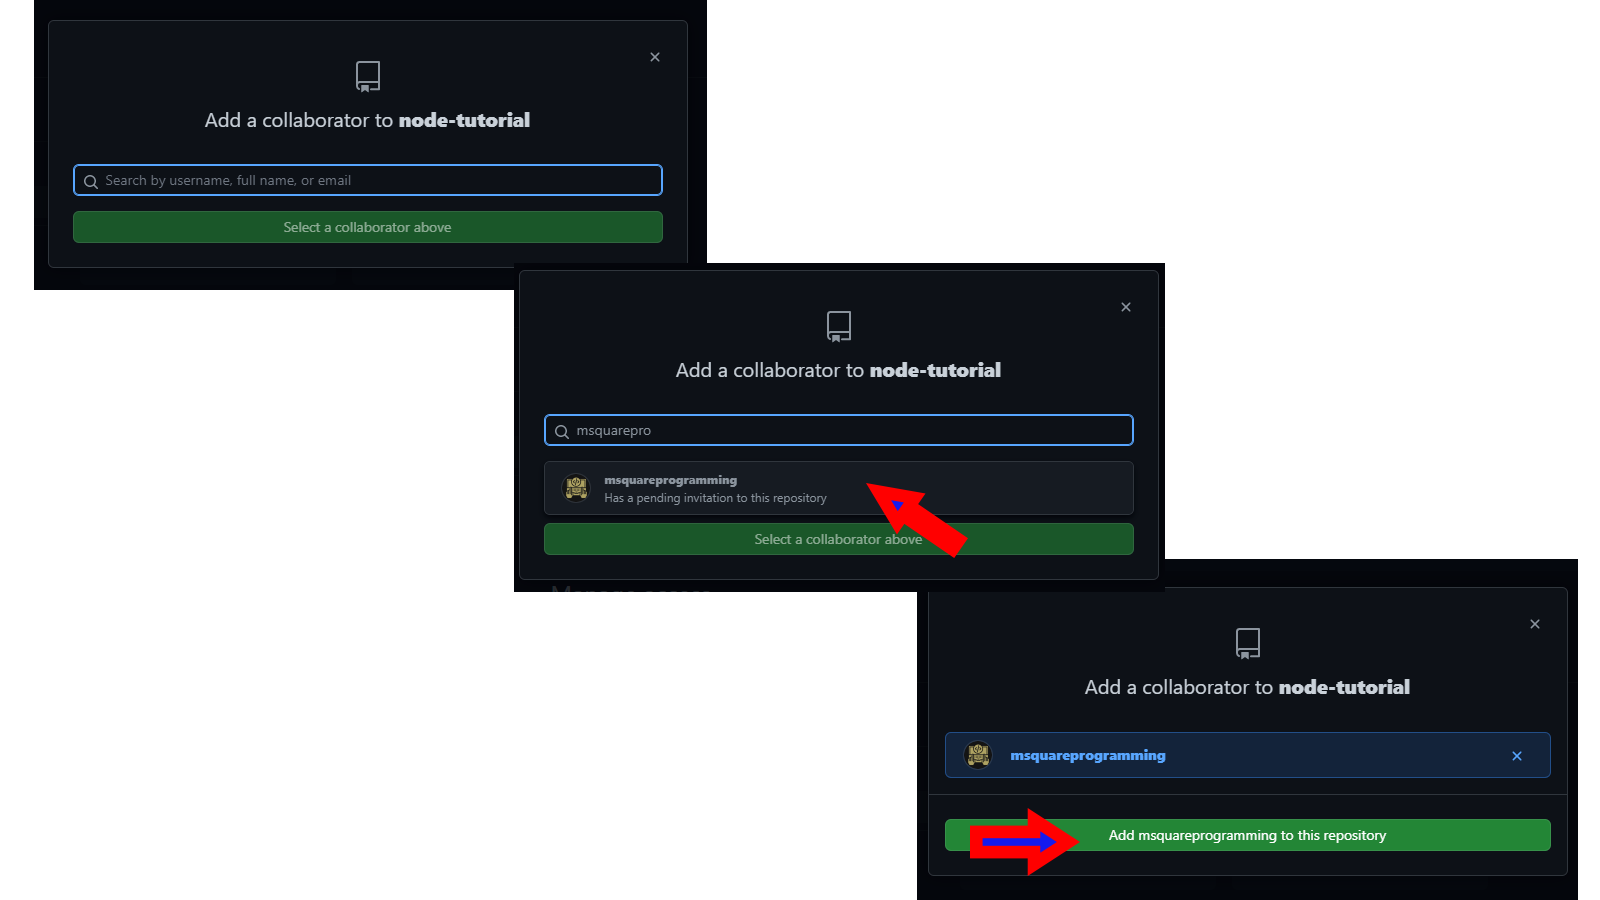 Add a collaborator to node-tutorial
Search by username, full name, or email
Select a collaborator above
Add a collaborator to node-tutorial
msquarepro
msquareprogramming
Has a pending invitation to this repository
Select a collaborator above
Manage access
Add a collaborator to node-tutorial
msquareprogramming
Add msquareprogramming to this repository